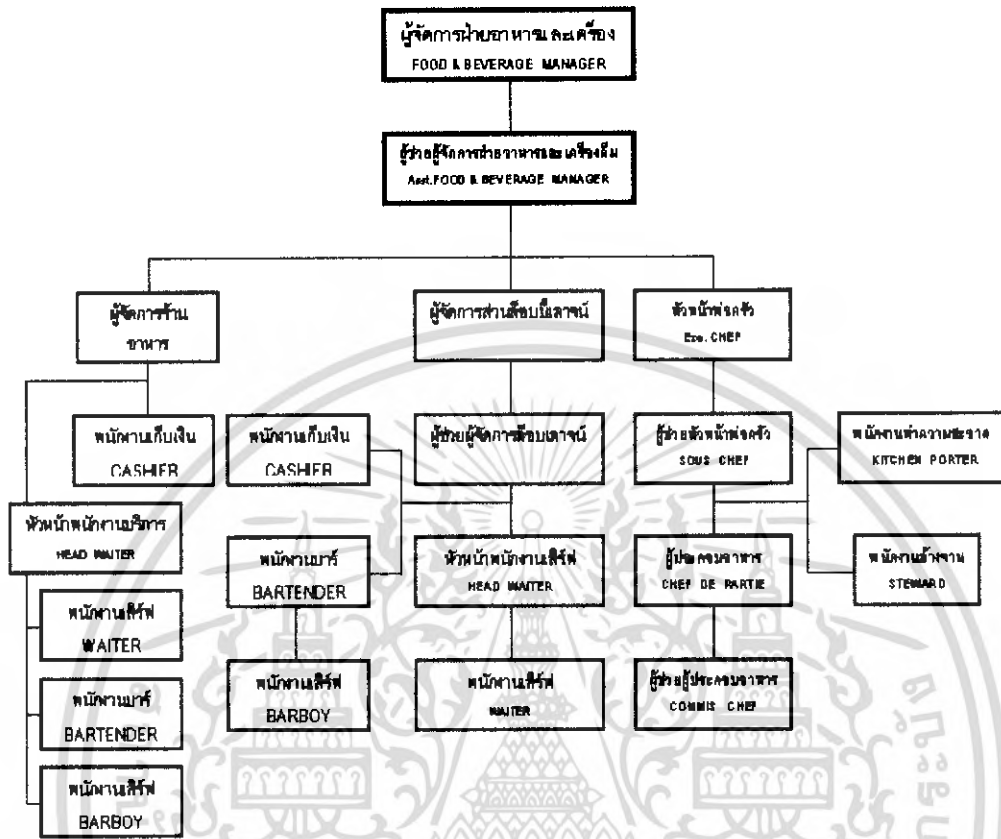 ผู้จัดการฝ่ายอาหารและเครื่อง
FOOD & BEVERAGE MANAGER
ผู้ช่วยผู้จัดการฝ่ายอาหารและเครื่องดื่ม
Asst.FOOD & BEVERAGE MANAGER
ผู้จัดการร้าน
อาหาร
ผู้จัดการส่วนล็อบบี้เลาจน์
หัวหน้าพ่อครัว
Exe.CHEF
พนักงานเก็บเงิน
CASHIER
พนักงานเก็บเงิน
CASHIER
ผู้ช่วยผู้จัดการล็อบเลาจน์
ผู้ช่วยหัวหน้าพ่อครัว
SOUS CHEF
พนักงานทำความสะอาด
KITCHEN PORTER
หัวหน้าพนักงานบริการ
HEAD WAITER
พนักงานบาร์
BARTENDER
หัวหน้าพนักงานเสิร์ฟ
HEAD WAITER
ผู้ประกอบอาหาร
CHEF DE PARTIE
พนักงานล้างจาน
STEWARD
พนักงานเสิร์ฟ
WAITER
พนักงานเสิร์ฟ
BARBOY
พนักงานเสิร์ฟ
WAITER
ผู้ช่วยผู้ประกอบอาหาร
COMMIS CHEF
พนักงานบาร์
BARTENDER
พนักงานเสิร์ฟ
BARBOY